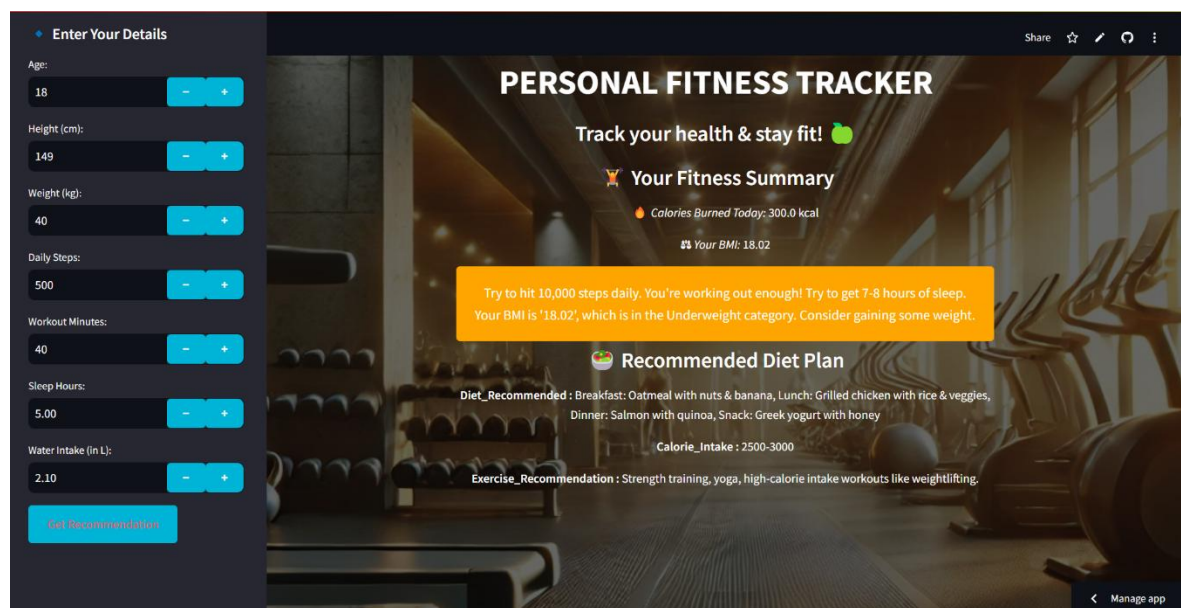 Enter Your Details
Age:
18
Height (cm):
149
Weight (kg):
40
Daily Steps:
500
Workout Minutes:
40
Sleep Hours:
5.00
Water Intake (in L):
2.10
Get Recommendation
Share
PERSONAL FITNESS TRACKER
Track your health & stay fit!
Your Fitness Summary
Calories Burned Today: 300.0 kcal
Your BMI: 18.02
Try to hit 10,000 steps daily. You're working out enough! Try to get 7-8 hours of sleep.
Your BMI is '18.02', which is in the Underweight category. Consider gaining some weight.
Recommended Diet Plan
Diet_Recommended : Breakfast: Oatmeal with nuts & banana, Lunch: Grilled chicken with rice & veggies,
Dinner: Salmon with quinoa, Snack: Greek yogurt with honey
Calorie_Intake : 2500-3000
Exercise_Recommendation : Strength training, yoga, high-calorie intake workouts like weightlifting.
Manage app